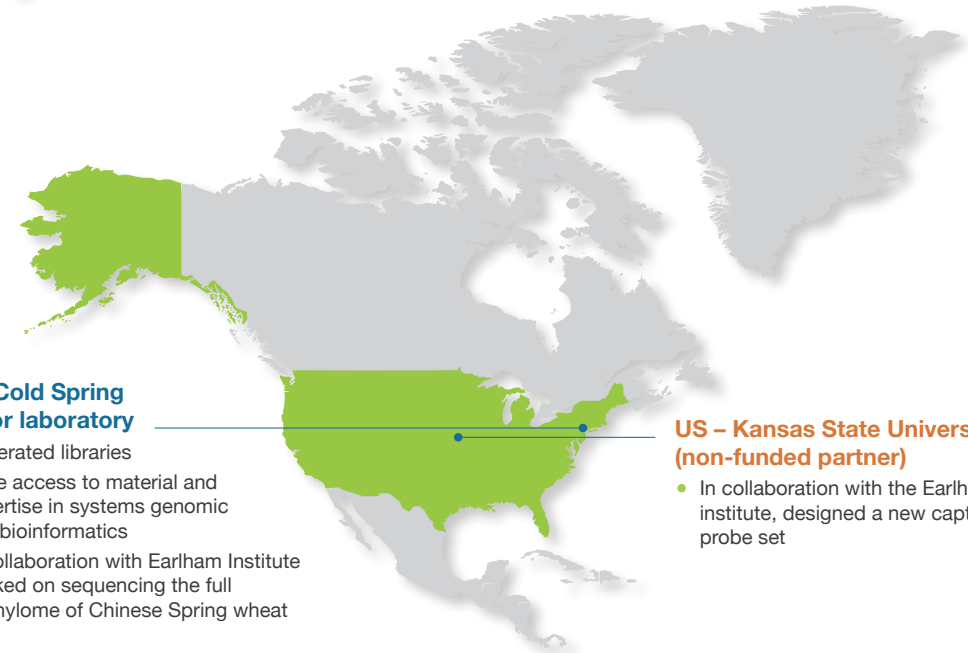 Cold Spring
or laboratory
erated libraries
e access to material and
ertise in systems genomic
bioinformatics
ollaboration with Earlham Institute
ked on sequencing the full
hylome of Chinese Spring wheat
US – Kansas State Univers
(non-funded partner)
• In collaboration with the Earlh
institute, designed a new capt
probe set